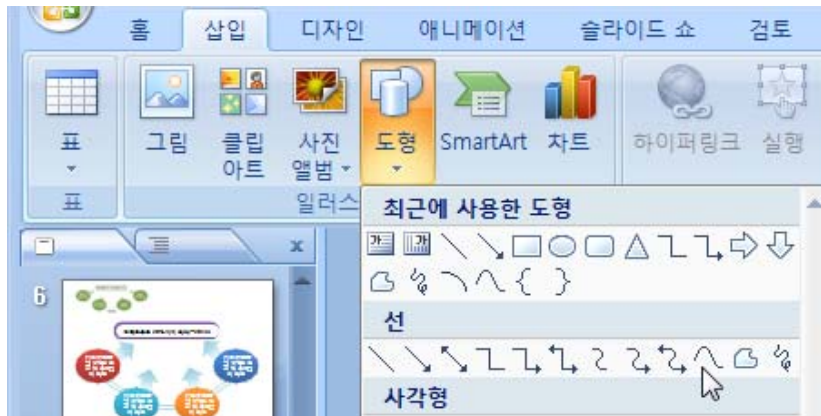 홈 삽입 디자인 애니메이션 슬라이드 쇼 검토
표 그림 클립 아트 사진 앨범 도형 SmartArt 차트 하이퍼링크 실행
표 일러스
최근에 사용한 도형
가 가
선
사각형
6